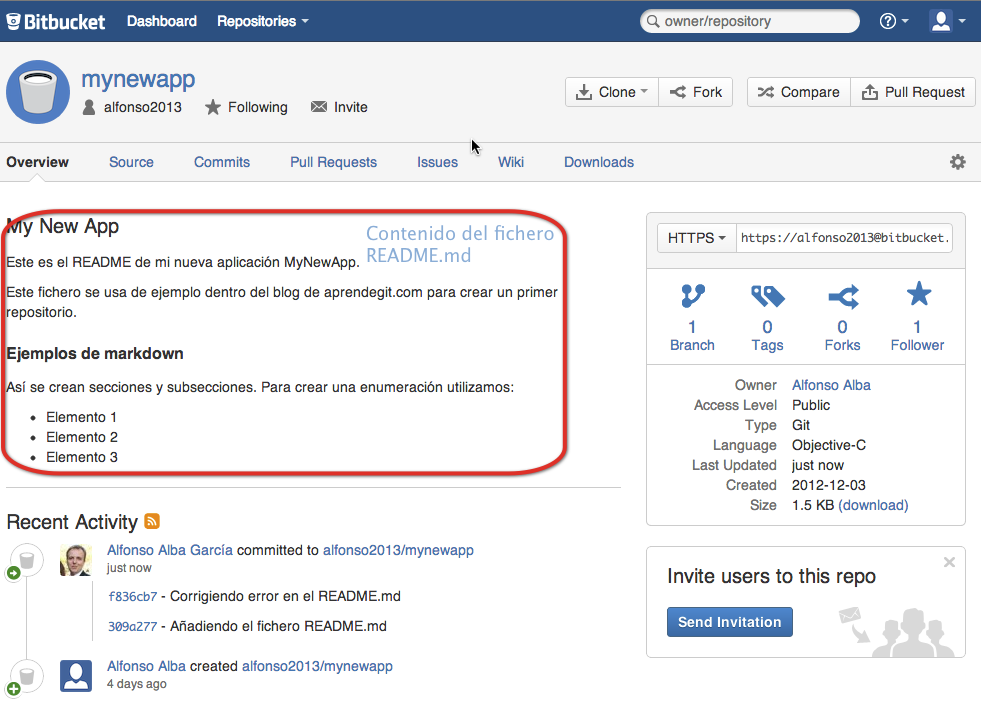 Bitbucket Dashboard Repositories owner/repository
mynewapp
alfonso2013 Following Invite
Clone Fork Compare Pull Request
Overview Source Commits Pull Requests Issues Wiki Downloads
My New App
Contenido del fichero
README.md
Este es el README de mi nueva aplicación MyNewApp.
Este fichero se usa de ejemplo dentro del blog de aprendegit.com para crear un primer
repositorio.
Ejemplos de markdown
Así se crean secciones y subsecciones. Para crear una enumeración utilizamos:
• Elemento 1
• Elemento 2
• Elemento 3
Recent Activity
Alfonso Alba García committed to alfonso2013/mynewapp
just now
f836cb7 - Corrigiendo error en el README.md
309a277 - Añadiendo el fichero README.md
Alfonso Alba created alfonso2013/mynewapp
4 days ago
HTTPS https://alfonso2013@bitbucket.
1 0 0 1
Branch Tags Forks Follower
Owner Alfonso Alba
Access Level Public
Type Git
Language Objective-C
Last Updated just now
Created 2012-12-03
Size 1.5 KB (download)
Invite users to this repo
Send Invitation